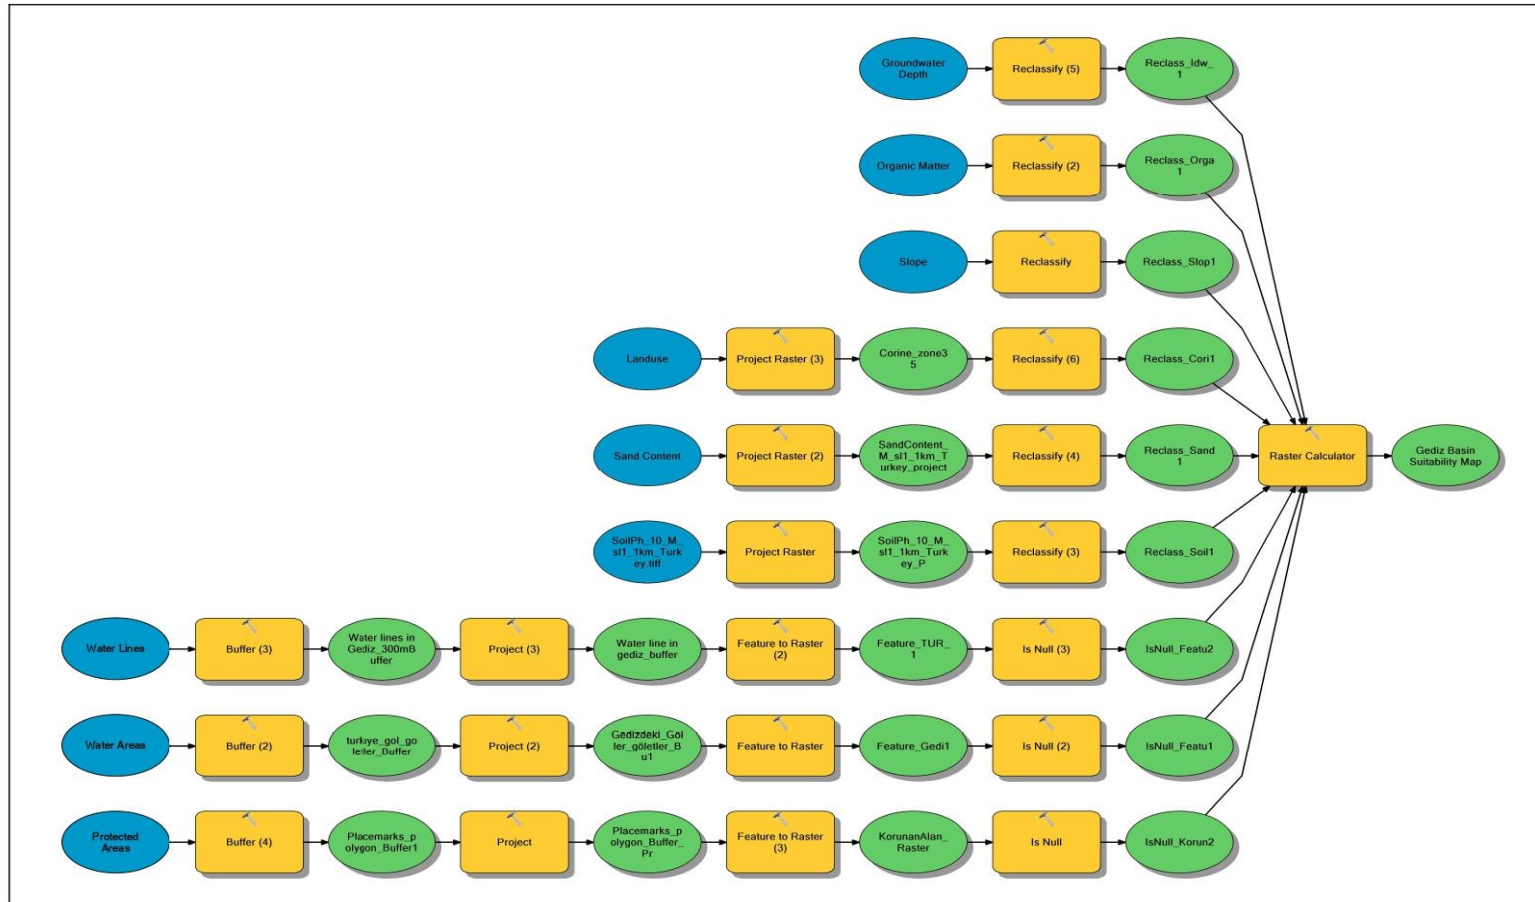 Groundwater
Depth
Reclassify (5)
Reclass_Idw_
1
Organic Matter
Reclassify (2)
Reclass_Orga
1
Slope
Reclassify
Reclass_Slop1
Landuse
Project Raster (3)
Corine_zone3
5
Reclassify (6)
Reclass_Cori1
Sand Content
Project Raster (2)
SandContent_
M_sl1_1km_T
urkey_project
Reclassify (4)
Reclass_Sand
1
Raster Calculator
Gediz Basin
Suitability Map
SoilPh_10_M_
sl1_1km_Turk
ey.tiff
Project Raster
SoilPh_10_M_
sl1_1km_Turk
ey_P
Reclassify (3)
Reclass_Soil1
Water Lines
Buffer (3)
Water lines in
Gediz_300mB
uffer
Project (3)
Water line in
gediz_buffer
Feature to Raster
(2)
Feature_TUR_
1
Is Null (3)
IsNull_Featu2
Water Areas
Buffer (2)
turkiye_gol_go
letler_Buffer
Project (2)
Gedizdeki_Göl
ler_göletler_B
u1
Feature to Raster
Feature_Gedi1
Is Null (2)
IsNull_Featu1
Protected
Areas
Buffer (4)
Placemarks_p
olygon_Buffer1
Project
Placemarks_p
olygon_Buffer_
Pr
Feature to Raster
(3)
KorunanAlan_
Raster
Is Null
IsNull_Korun2